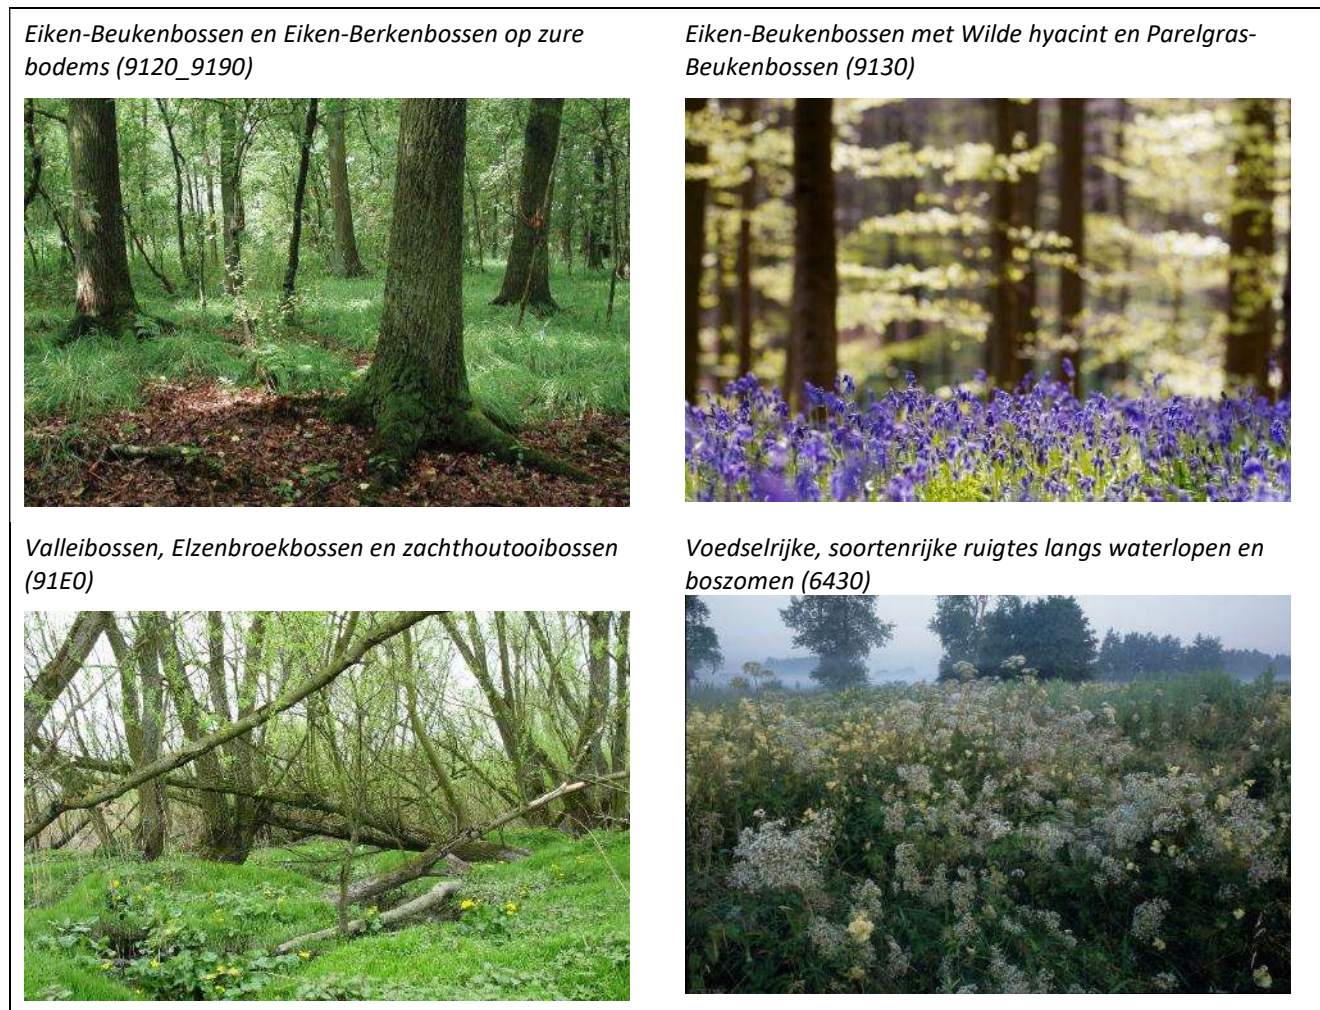 Eiken-Beukenbossen en Eiken-Berkenbossen op zure
bodems (9120_9190)
Eiken-Beukenbossen met Wilde hyacint en Parelgras-
Beukenbossen (9130)
Valleibossen, Elzenbroekbossen en zachthoutooibossen
(91E0)
Voedselrijke, soortenrijke ruigtes langs waterlopen en
boszomen (6430)